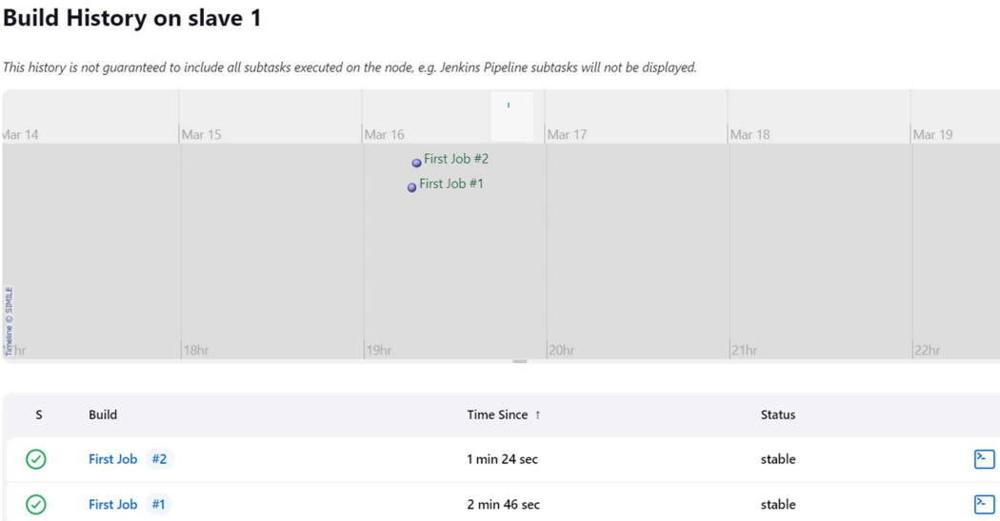 Build History on slave 1
This history is not guaranteed to include all subtasks executed on the node, e.g. Jenkins Pipeline subtasks will not be displayed.
Mar 14 Mar 15 Mar 16 Mar 17 Mar 18 Mar 19
First Job #2
First Job #1
Timeline © SIMILE
hr 18hr 19hr 20hr 21hr 22hr
S Build Time Since ↑ Status
First Job #2 1 min 24 sec stable
First Job #1 2 min 46 sec stable